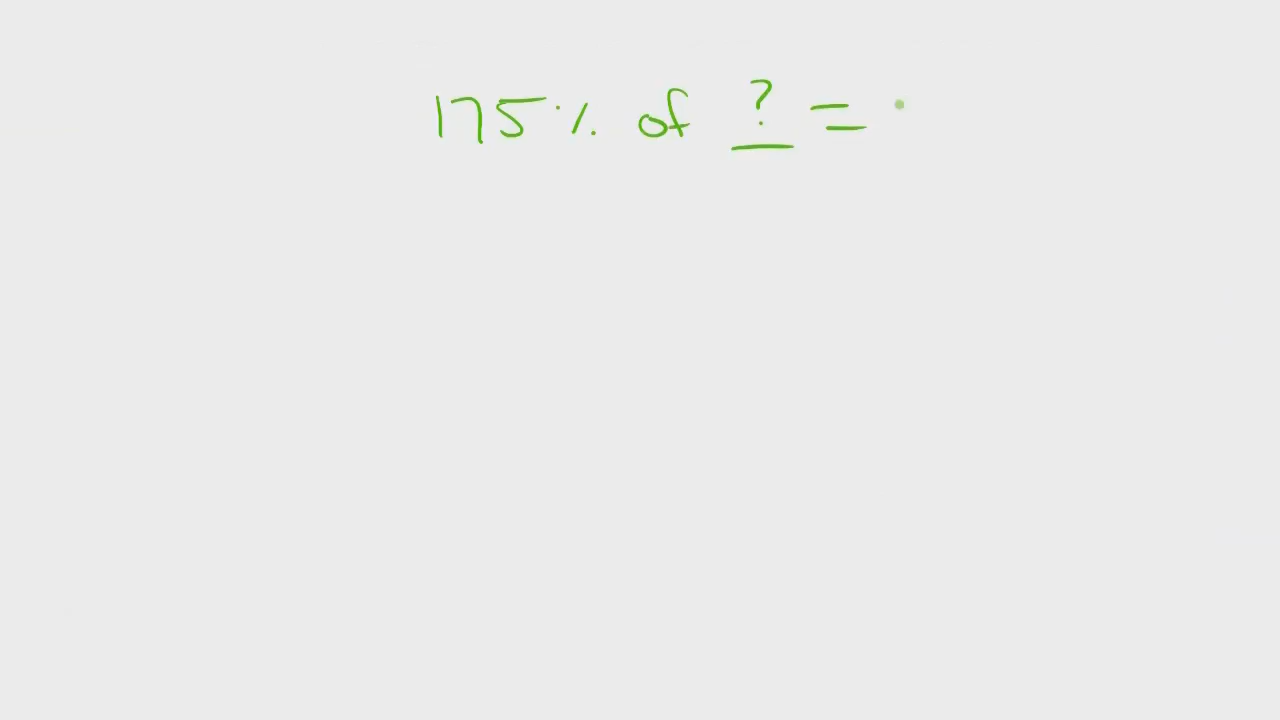 175% of ? =